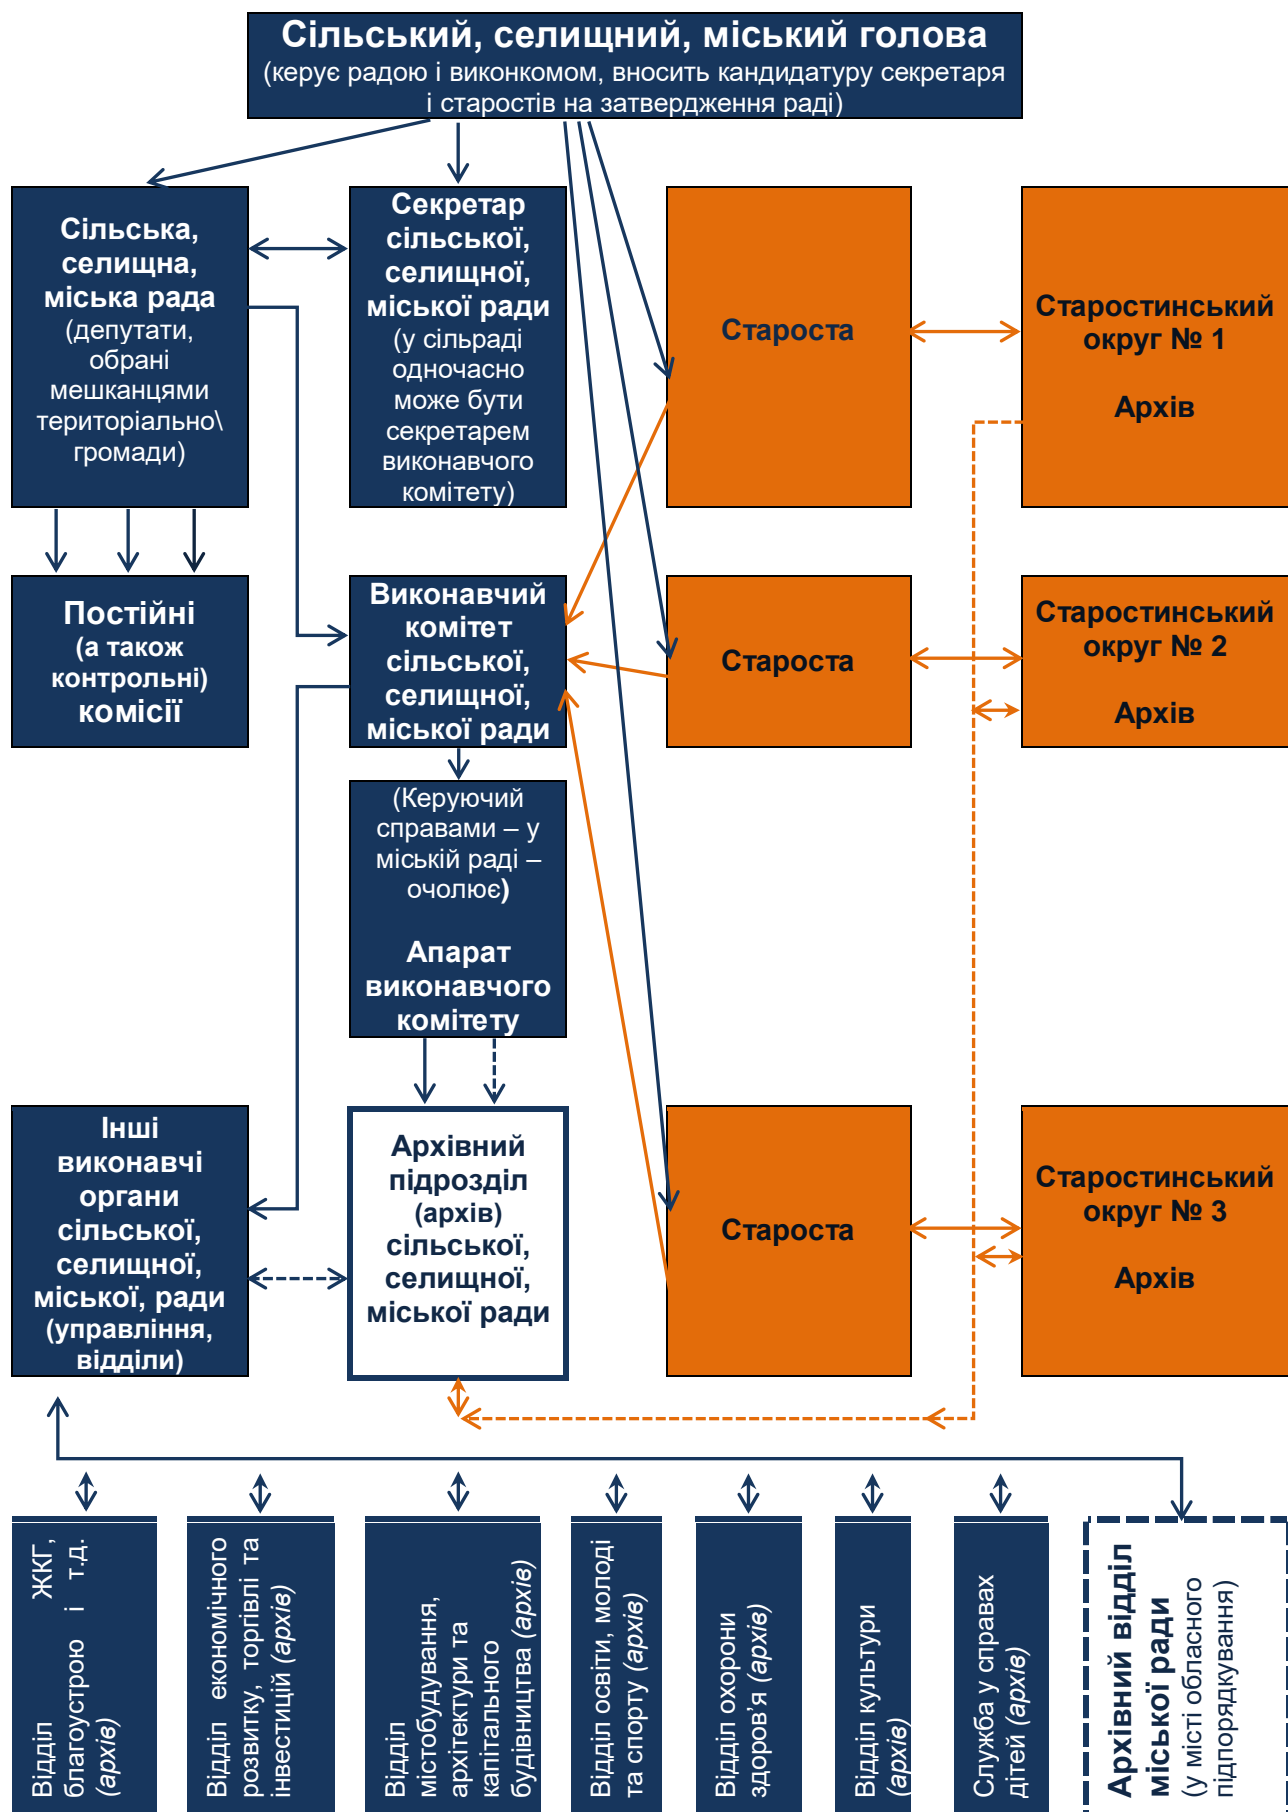 Сільський, селищний, міський голова
(керує радою і виконкомом, вносить кандидатуру секретаря
і старостів на затвердження раді)
Сільська,
селищна,
міська рада
(депутати,
обрані
мешканцями
територіально\
громади)
Секретар
сільської,
селищної,
міської ради
(у сільраді
одночасно
може бути
секретарем
виконавчого
комітету)
Староста
Старостинський
округ № 1
Архів
Постійні
(а також
контрольні)
комісії
Виконавчий
комітет
сільської,
селищної,
міської ради
Староста
Старостинський
округ № 2
Архів
(Керуючий
справами – у
міській раді –
очолює)
Апарат
виконавчого
комітету
Інші
виконавчі
органи
сільської,
селищної,
міської, ради
(управління,
відділи)
Архівний
підрозділ
(архів)
сільської,
селищної,
міської ради
Староста
Старостинський
округ № 3
Архів
Відділ ЖКГ,
благоустрою і т.д.
(архів)
Відділ економічного
розвитку, торгівлі та
інвестицій (архів)
Відділ
містобудування,
архітектури та
капітального
будівництва (архів)
Відділ освіти, молоді
та спорту (архів)
Відділ охорони
здоров’я (архів)
Відділ культури
(архів)
Служба у справах
дітей (архів)
Архівний відділ
міської ради
(у місті обласного
підпорядкування)